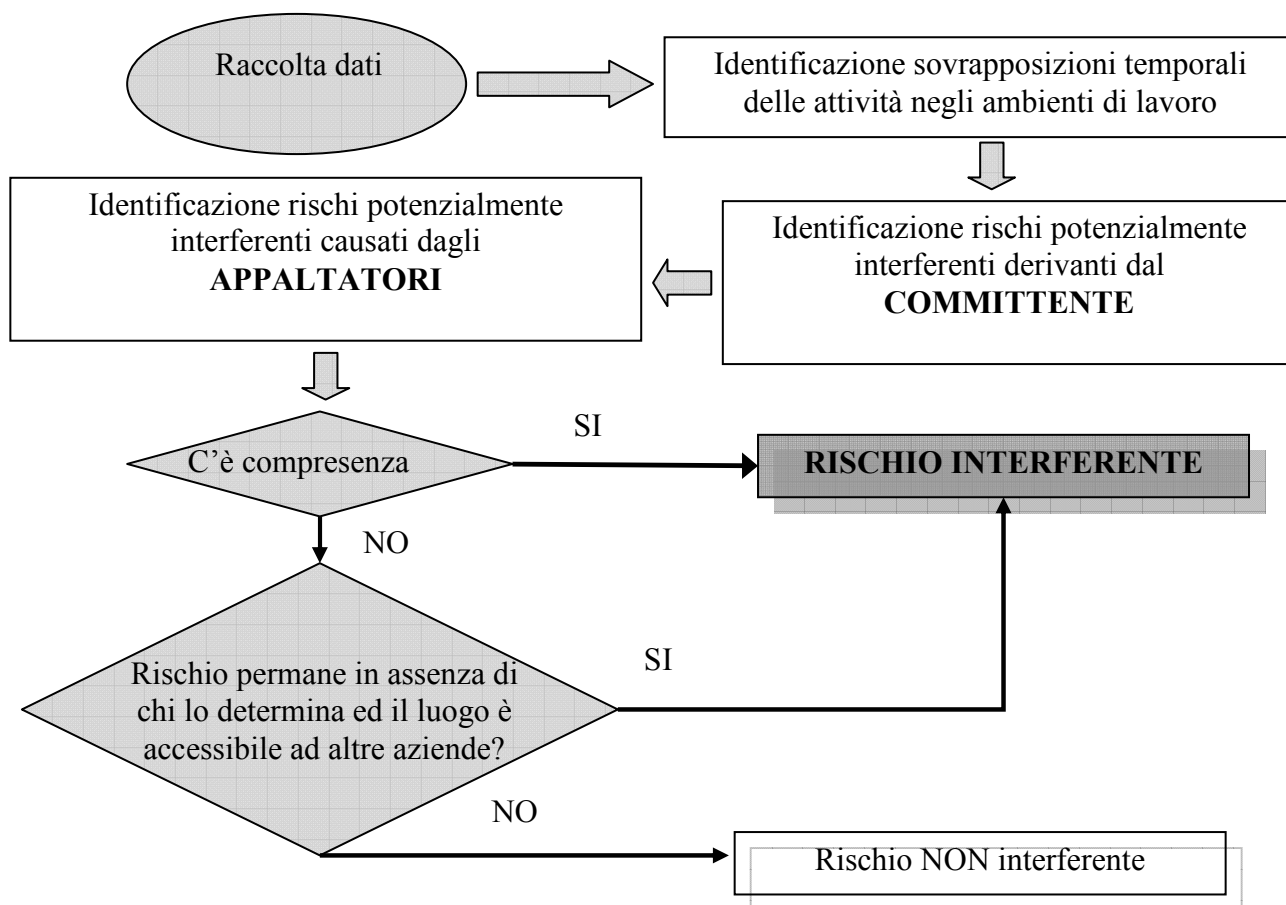 Raccolta dati
Identificazione sovrapposizioni temporali
delle attività negli ambienti di lavoro
Identificazione rischi potenzialmente
interferenti derivanti dal
COMMITTENTE
Identificazione rischi potenzialmente
interferenti causati dagli
APPALTATORI
C’è compresenza
SI
RISCHIO INTERFERENTE
NO
Rischio permane in assenza di
chi lo determina ed il luogo è
accessibile ad altre aziende?
SI
NO
Rischio NON interferente